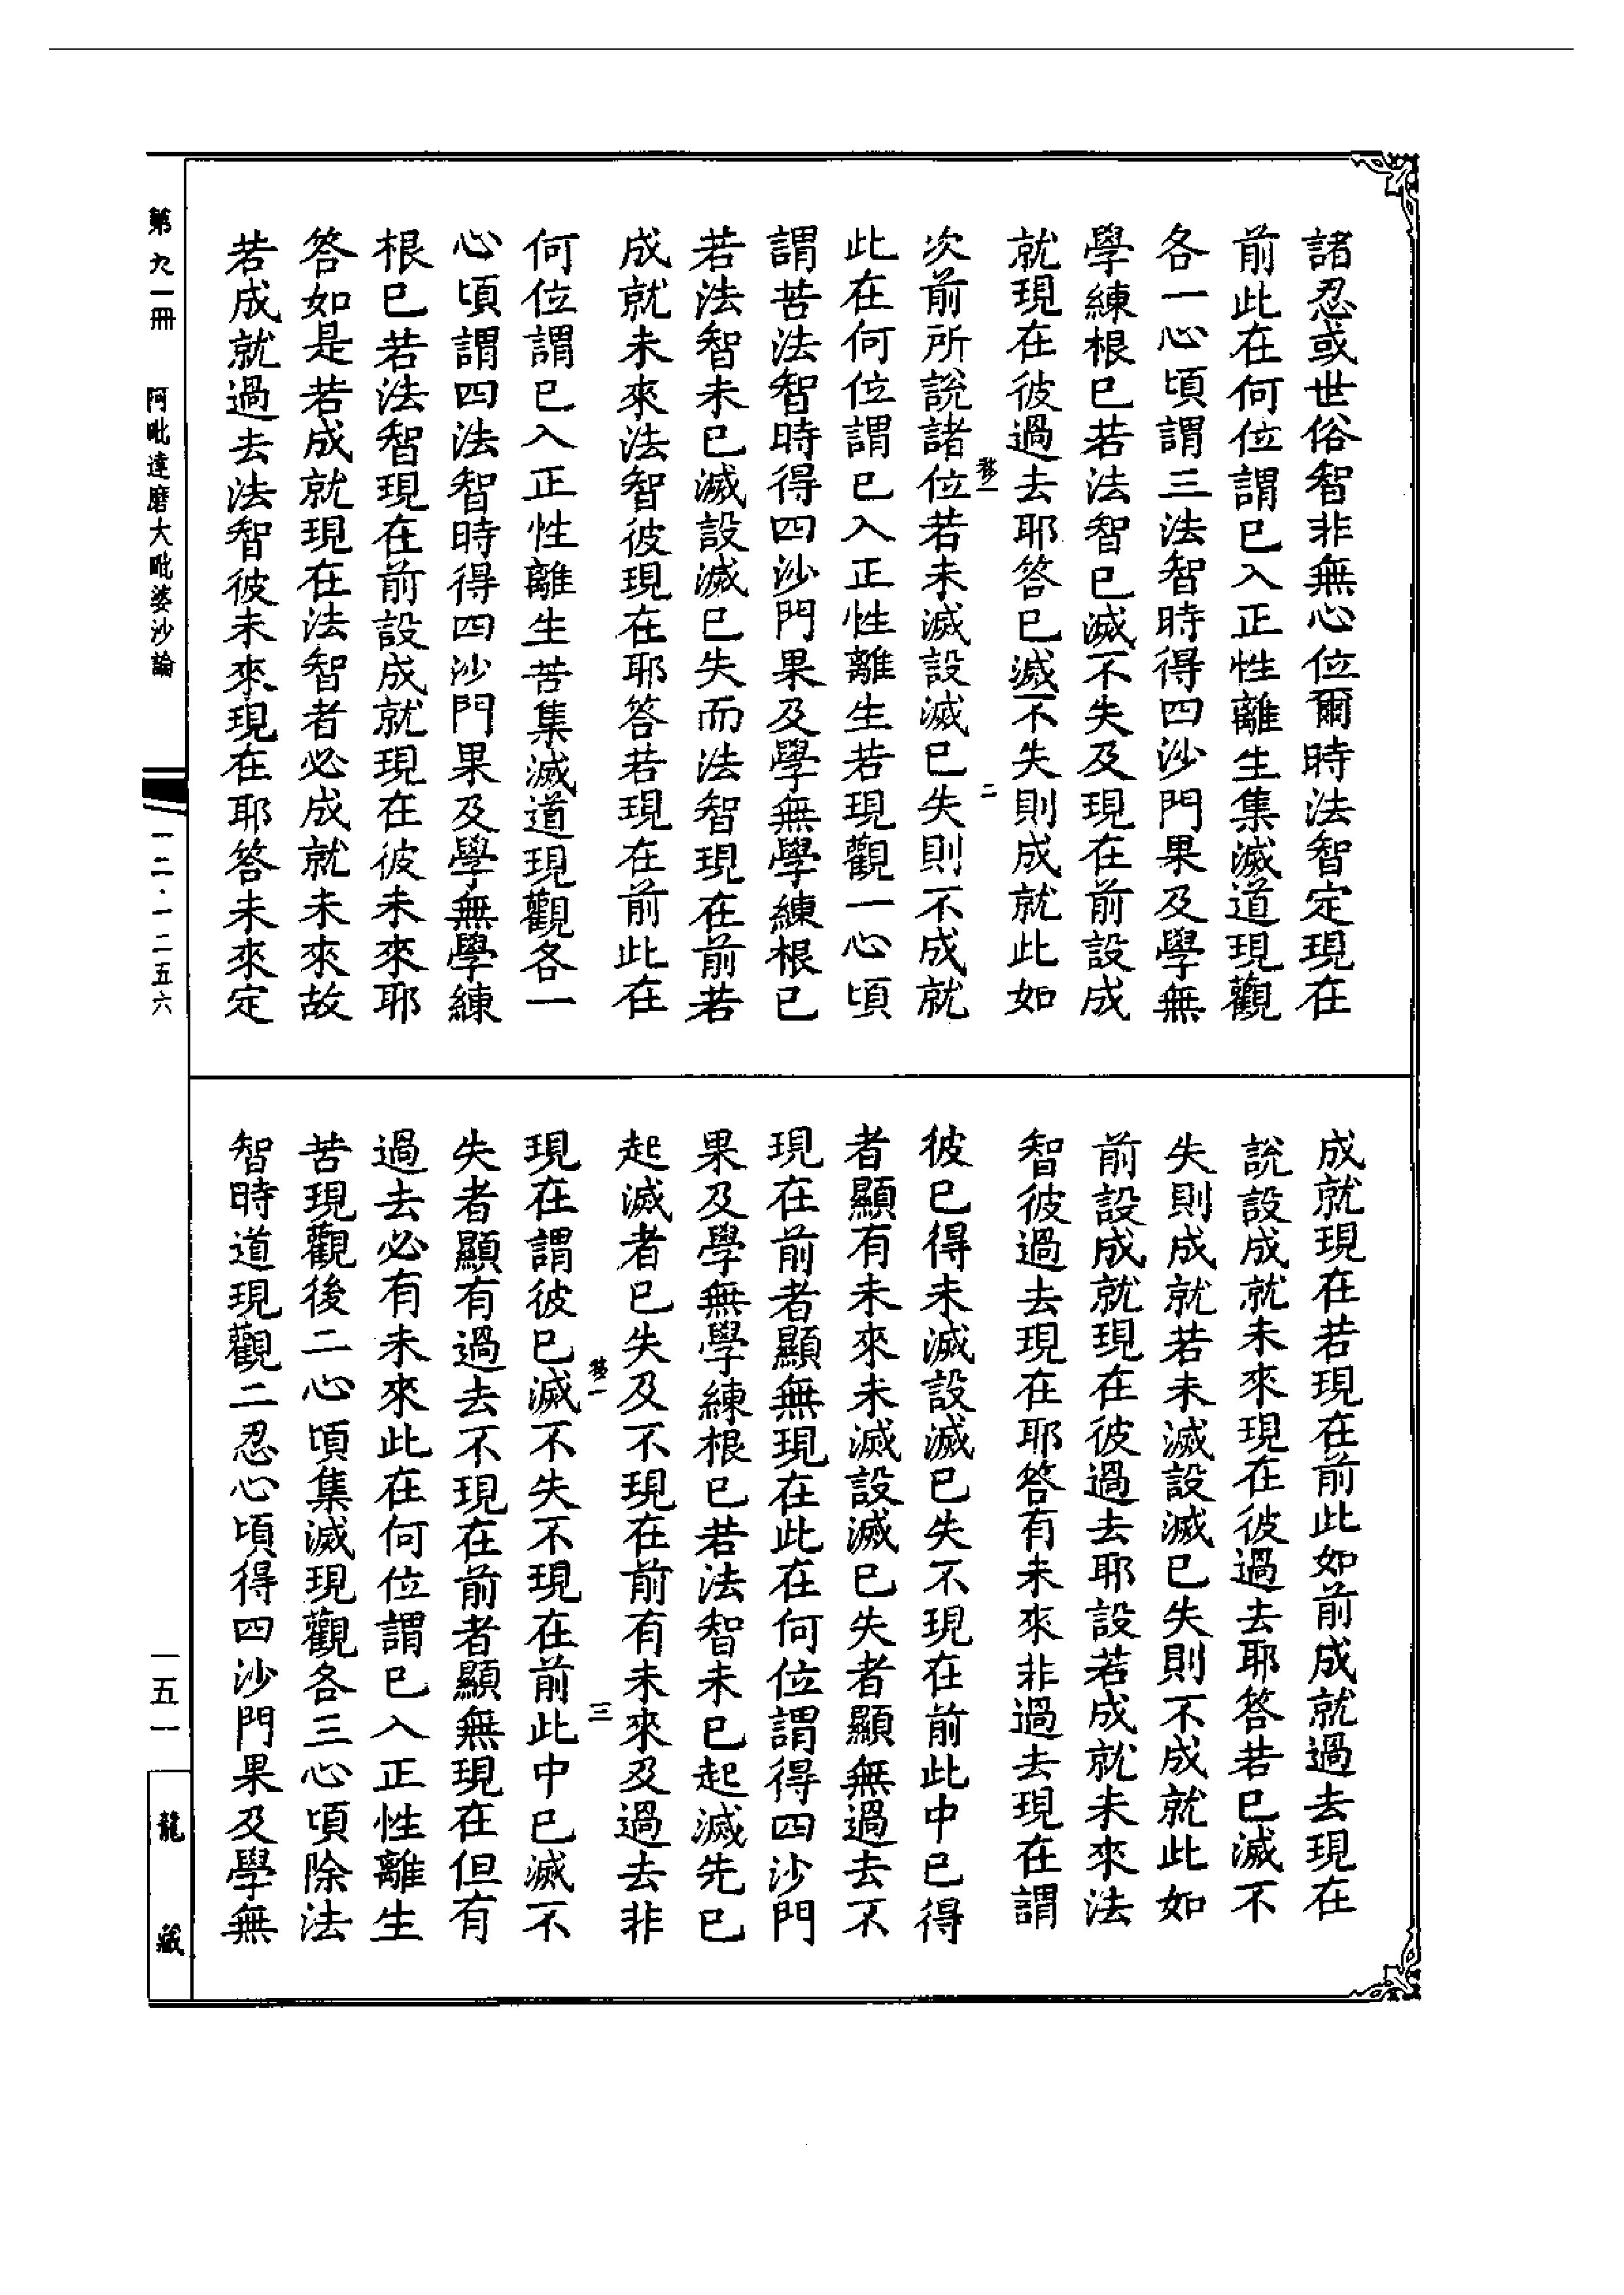 諸忍或世俗智非無心位爾時法智定現在
前此在何位謂已入正性離生集滅道現觀
各一心頃謂三法智時得四沙門果及學無
學練根已若法智已滅不失及現在前設成
就現在彼過去耶答已滅不失則成就此如
二
次前所說諸位若未滅設滅已失則不成就
此在何位謂已入正性離生若現觀一心頃
謂苦法智時得四沙門果及學無學練根已
若法智未已滅設滅已失而法智現在前若
成就未來法智彼現在耶答若現在前此在
何位謂已入正性離生苦集滅道現觀各一
心頃謂四法智時得四沙門果及學無學練
根已若法智現在前設成就現在彼未來耶
答如是若成就現在法智者必成就未來故
若成就過去法智彼未來現在耶答未來定
成就現在若現在前此如前成就過去現在
說設成就未來現在彼過去耶答若已滅不
失則成就若未滅設滅已失則不成就此如
前設成就現在彼過去耶設若成就未來法
智彼過去現在耶答有未來非過去現在謂
彼已得未滅設滅已失不現在前此中已得
者顯有未來未滅設滅已失者顯無過去不
現在前者顯無現在此在何位謂得四沙門
果及學無學練根已若法智未已起滅先已
起滅者已失及不現在前有未來及過去非
三
現在謂彼已滅不失不現在前此中已滅不
失者顯有過去不現在前者顯無現在但有
過去必有未來此在何位謂已入正性離生
苦現觀後二心頃集滅現觀各三心頃除法
智時道現觀二忍心頃得四沙門果及學無
第九一冊
阿毗達磨大毗婆沙論
一二·一二五六
一五一
龍藏